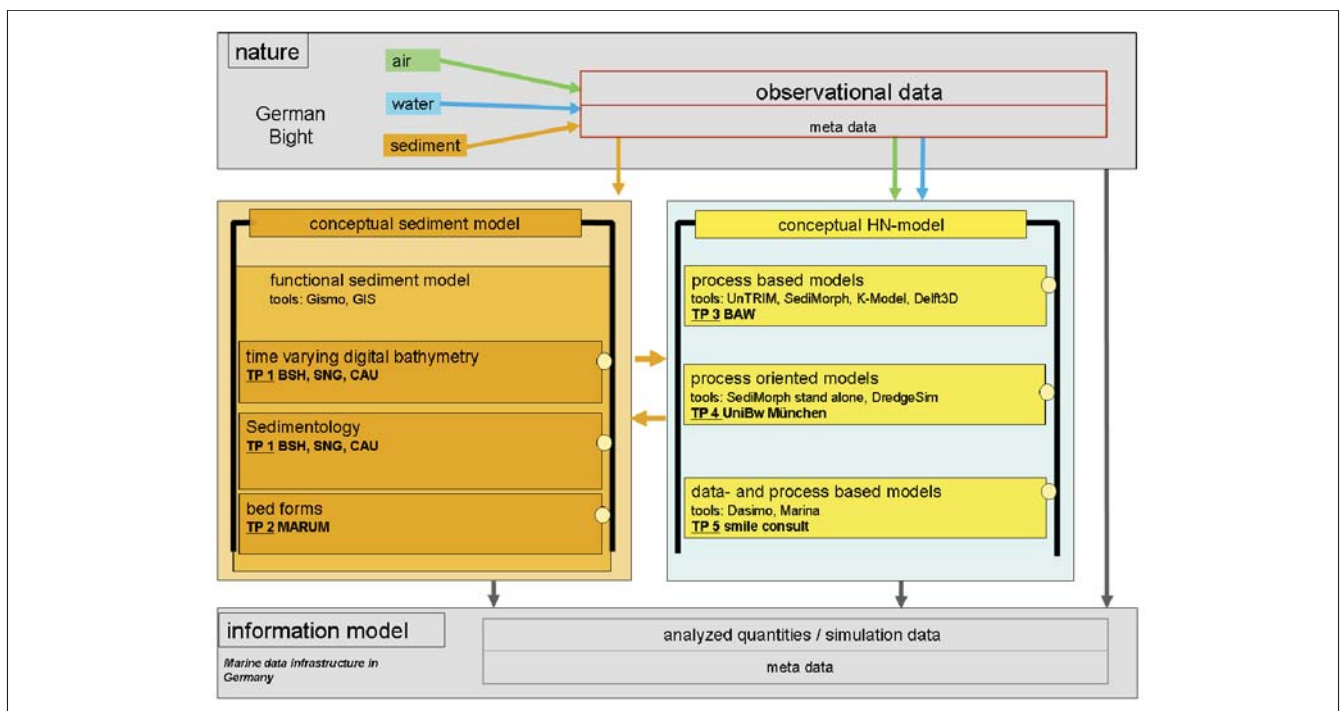 nature
German
Bight
air
water
sediment
observational data
meta data
conceptual sediment model
functional sediment model
tools: Gismo, GIS
time varying digital bathymetry
TP 1 BSH, SNG, CAU
Sedimentology
TP 1 BSH, SNG, CAU
bed forms
TP 2 MARUM
conceptual HN-model
process based models
tools: UnTRIM, SediMorph, K-Model, Delft3D
TP 3 BAW
process oriented models
tools: SediMorph stand alone, DredgeSim
TP 4 UniBw München
data- and process based models
tools: Dasimo, Marina
TP 5 smile consult
information model
Marine data infrastructure in
Germany
analyzed quantities / simulation data
meta data